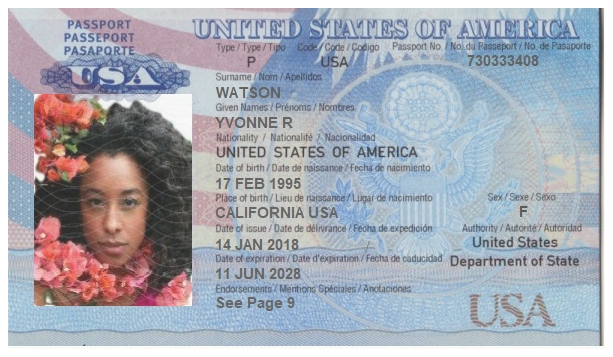 PASSPORT
PASSEPORT
PASAPORTE
USA
UNITED STATES OF AMERICA
Type / Type / Tipo Code / Code / Codigo Passport No. / No. du Passeport / No. de Pasaporte
P USA 730333408
Surname / Nom / Apellidos
WATSON
Given Names / Prénoms / Nombres
YVONNE R
Nationality / Nationalité / Nacionalidad
UNITED STATES OF AMERICA
Date of birth / Date de naissance / Fecha de nacimiento
17 FEB 1995
Place of birth / Lieu de naissance / Lugar de nacimiento Sex / Sexe / Sexo
CALIFORNIA USA F
Date of issue / Date de délivrance / Fecha de expedición Authority / Autorité / Autoridad
14 JAN 2018 United States
Date of expiration / Date d'expiration / Fecha de caducidad Department of State
11 JUN 2028
Endorsements / Mentions Spéciales / Anotaciones
See Page 9
USA